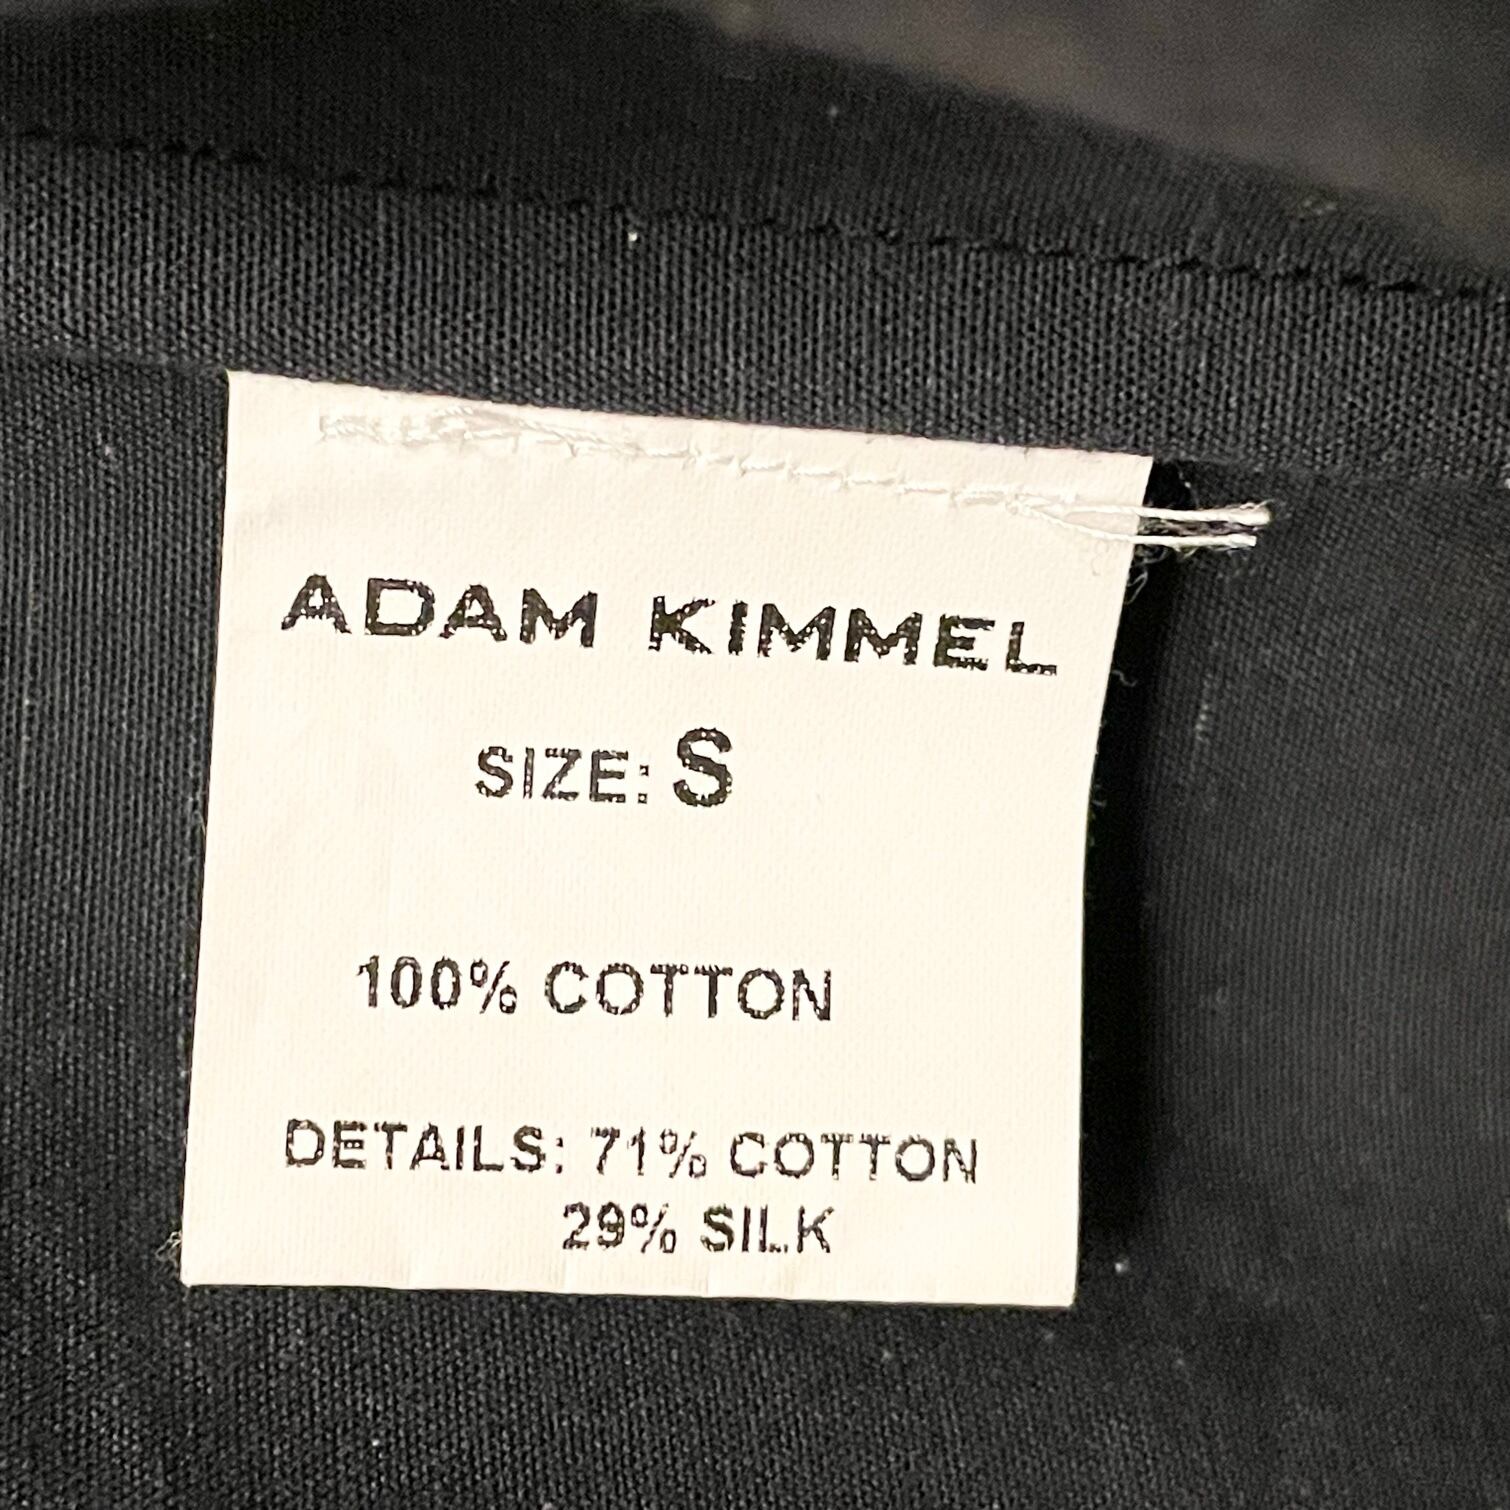 ADAM KIMMEL
SIZE: S
100% COTTON
DETAILS: 71% COTTON
29% SILK